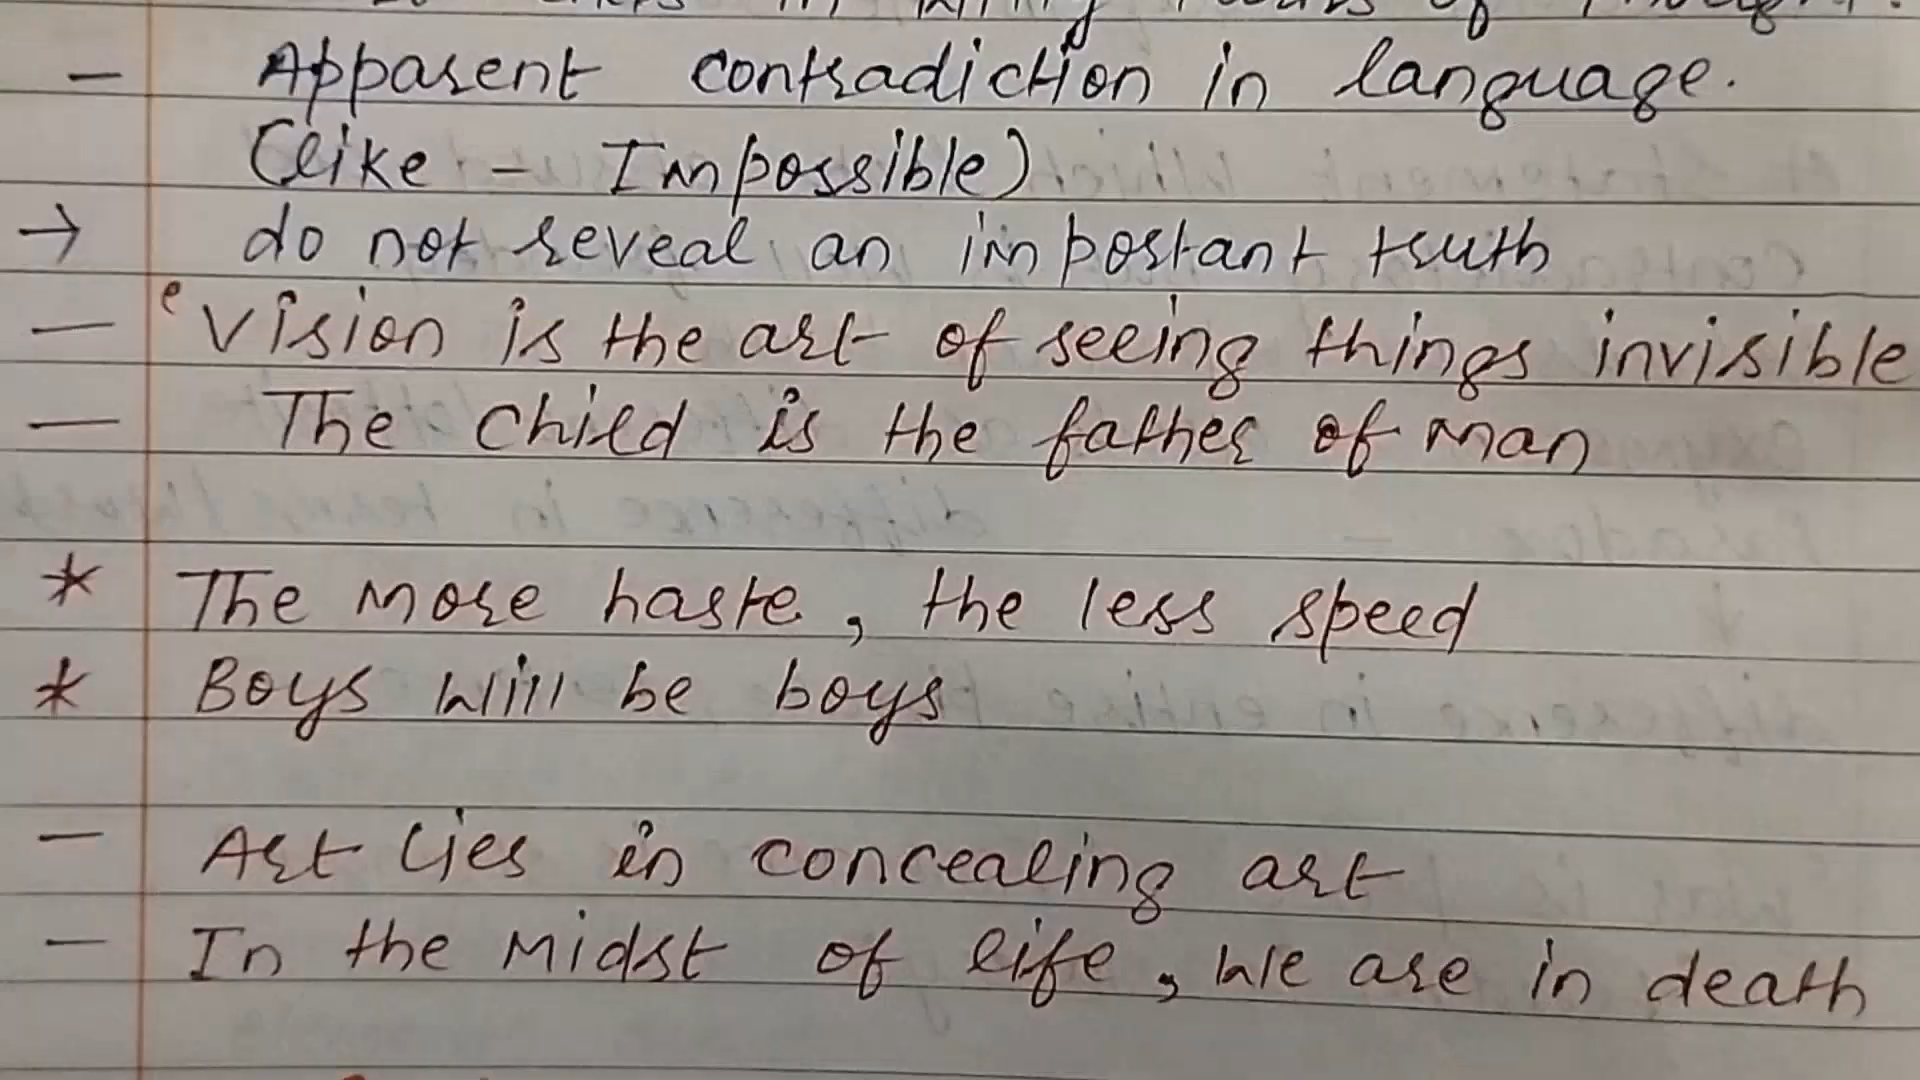 - Apparent contradiction in language.
(like - Impossible)
→ do not reveal an important truth
- 'Vision is the art of seeing things invisible
- The child is the father of man
* The more haste, the less speed
* Boys will be boys
- Art lies in concealing art
- In the midst of life, we are in death